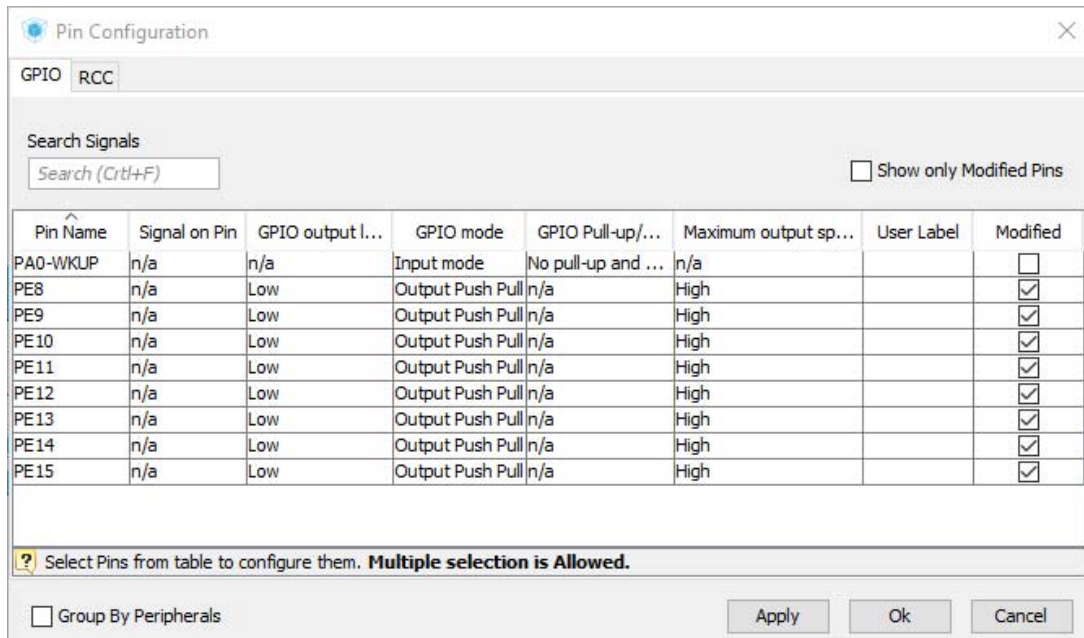 Pin Configuration
GPIO RCC
Search Signals
Search (Crtl+F)
Show only Modified Pins
Pin Name Signal on Pin GPIO output l... GPIO mode GPIO Pull-up/... Maximum output sp... User Label Modified
PA0-WKUP n/a n/a Input mode No pull-up and ... n/a
PE8 n/a Low Output Push Pull n/a High
PE9 n/a Low Output Push Pull n/a High
PE10 n/a Low Output Push Pull n/a High
PE11 n/a Low Output Push Pull n/a High
PE12 n/a Low Output Push Pull n/a High
PE13 n/a Low Output Push Pull n/a High
PE14 n/a Low Output Push Pull n/a High
PE15 n/a Low Output Push Pull n/a High
? Select Pins from table to configure them. Multiple selection is Allowed.
Group By Peripherals Apply Ok Cancel